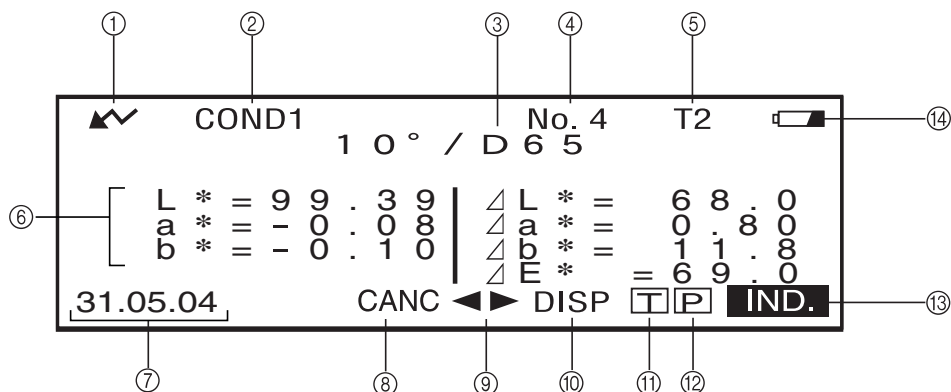 ① ② ③ ④ ⑤
COND1 No. 4 T2 ⑭
10°/D65
⑥ L*=99.39 ⊿L*= 68.0
a*=-0.08 ⊿a*= 0.80
b*=-0.10 ⊿b*= 11.8
⊿E* =69.0
31.05.04 CANC ◀▶ DISP T P IND. ⑬
⑦ ⑧ ⑨ ⑩ ⑪ ⑫